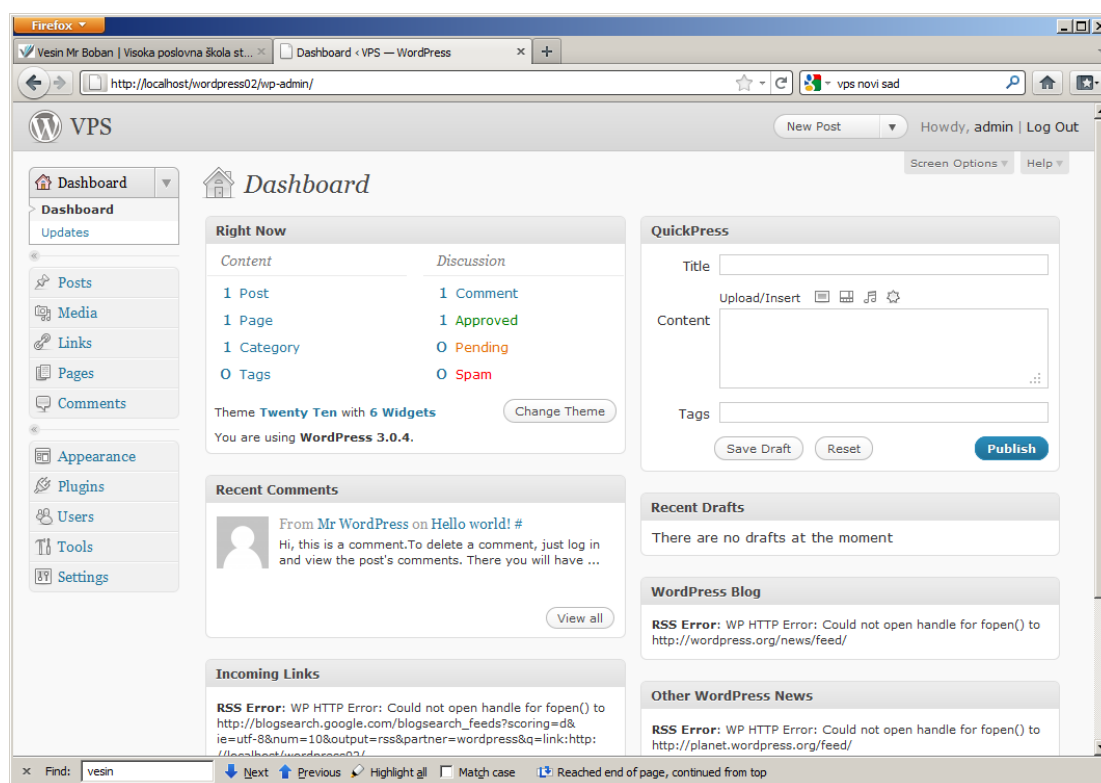 Firefox
Vesin Mr Boban | Visoka poslovna škola st...
Dashboard ‹ VPS — WordPress
http://localhost/wordpress02/wp-admin/
vps novi sad
VPS
New Post
Howdy, admin | Log Out
Screen Options
Help
Dashboard
Dashboard
Updates
Posts
Media
Links
Pages
Comments
Appearance
Plugins
Users
Tools
Settings
Dashboard
Right Now
Content Discussion
1 Post 1 Comment
1 Page 1 Approved
1 Category 0 Pending
0 Tags 0 Spam
Theme Twenty Ten with 6 Widgets
Change Theme
You are using WordPress 3.0.4.
Recent Comments
From Mr WordPress on Hello world! #
Hi, this is a comment.To delete a comment, just log in
and view the post's comments. There you will have ...
View all
Incoming Links
RSS Error: WP HTTP Error: Could not open handle for fopen() to
http://blogsearch.google.com/blogsearch_feeds?scoring=d&
ie=utf-8&num=10&output=rss&partner=wordpress&q=link:http:
//localhost/wordpress02/
QuickPress
Title
Upload/Insert
Content
Tags
Save Draft
Reset
Publish
Recent Drafts
There are no drafts at the moment
WordPress Blog
RSS Error: WP HTTP Error: Could not open handle for fopen() to
http://wordpress.org/news/feed/
Other WordPress News
RSS Error: WP HTTP Error: Could not open handle for fopen() to
http://planet.wordpress.org/feed/
× Find: vesin Next Previous Highlight all Match case Reached end of page, continued from top